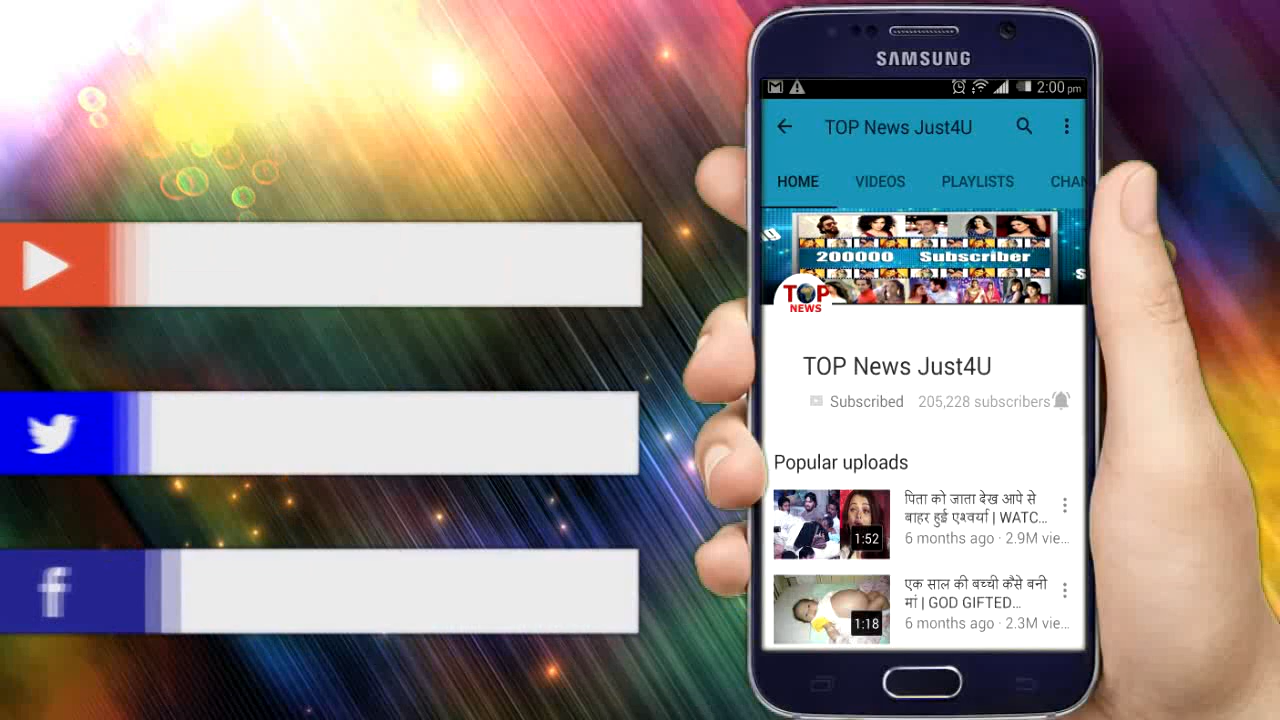 SAMSUNG
2:00 pm
TOP News Just4U
HOME VIDEOS PLAYLISTS CHAN
200000 Subscriber
TOP
NEWS
TOP News Just4U
Subscribed 205,228 subscribers
Popular uploads
पिता को जाता देख आपे से
बाहर हुई एश्वर्या | WATC...
6 months ago · 2.9M vie...
1:52
एक साल की बच्ची कैसे बनी
मां | GOD GIFTED...
6 months ago · 2.3M vie...
1:18